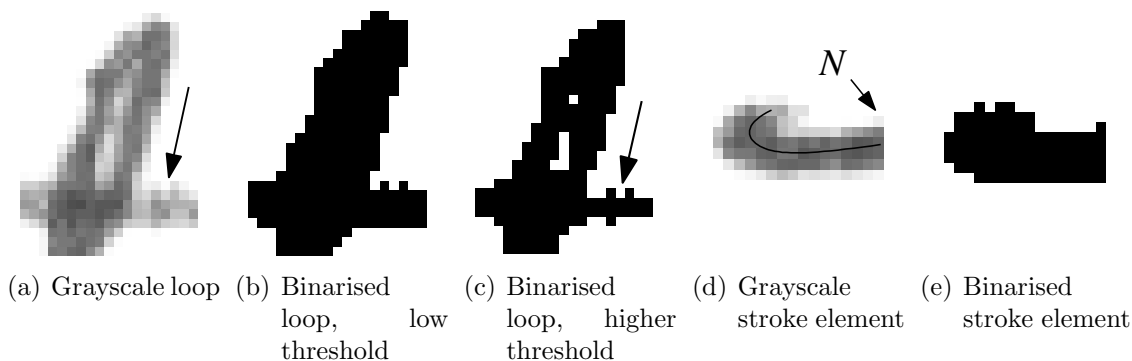 N
(a) Grayscale loop
(b) Binarised loop, low threshold
(c) Binarised loop, higher threshold
(d) Grayscale stroke element
(e) Binarised stroke element